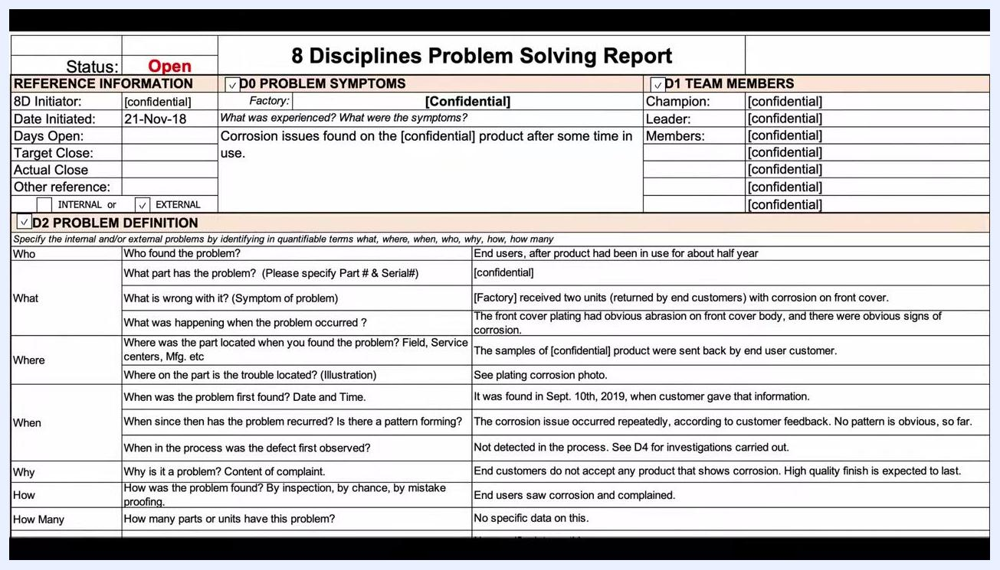 8 Disciplines Problem Solving Report
Status: Open
REFERENCE INFORMATION
8D Initiator: [confidential]
Date Initiated: 21-Nov-18
Days Open:
Target Close:
Actual Close
Other reference:
INTERNAL or EXTERNAL
D0 PROBLEM SYMPTOMS
Factory: [Confidential]
What was experienced? What were the symptoms?
Corrosion issues found on the [confidential] product after some time in
use.
D1 TEAM MEMBERS
Champion: [confidential]
Leader: [confidential]
Members: [confidential]
[confidential]
[confidential]
[confidential]
[confidential]
D2 PROBLEM DEFINITION
Specify the internal and/or external problems by identifying in quantifiable terms what, where, when, who, why, how, how many
Who
Who found the problem?
End users, after product had been in use for about half year
What
What part has the problem? (Please specify Part # & Serial#)
[confidential]
What is wrong with it? (Symptom of problem)
[Factory] received two units (returned by end customers) with corrosion on front cover.
What was happening when the problem occurred ?
The front cover plating had obvious abrasion on front cover body, and there were obvious signs of
corrosion.
Where
Where was the part located when you found the problem? Field, Service
centers, Mfg. etc
The samples of [confidential] product were sent back by end user customer.
Where on the part is the trouble located? (Illustration)
See plating corrosion photo.
When
When was the problem first found? Date and Time.
It was found in Sept. 10th, 2019, when customer gave that information.
When since then has the problem recurred? Is there a pattern forming?
The corrosion issue occurred repeatedly, according to customer feedback. No pattern is obvious, so far.
When in the process was the defect first observed?
Not detected in the process. See D4 for investigations carried out.
Why
Why is it a problem? Content of complaint.
End customers do not accept any product that shows corrosion. High quality finish is expected to last.
How
How was the problem found? By inspection, by chance, by mistake
proofing.
End users saw corrosion and complained.
How Many
How many parts or units have this problem?
No specific data on this.